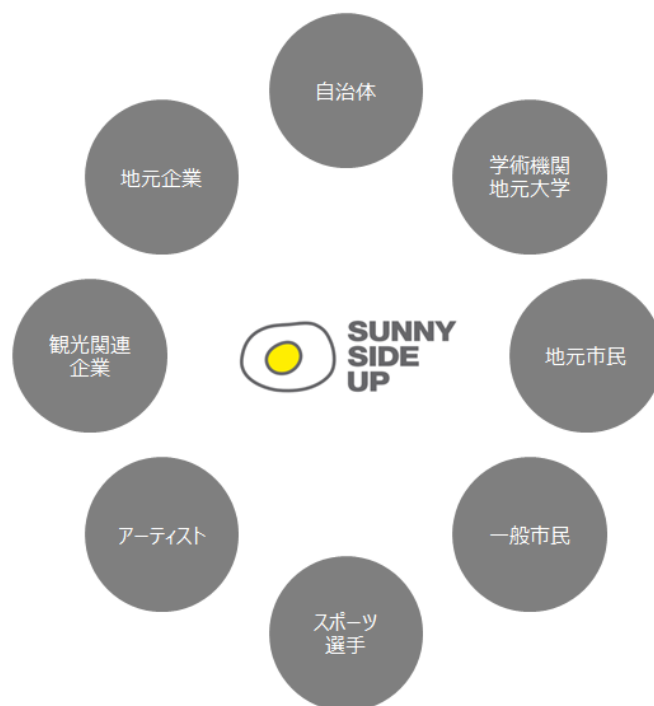 自治体
学術機関
地元大学
地元企業
観光関連
企業
SUNNY
SIDE
UP
地元市民
アーティスト
一般市民
スポーツ
選手